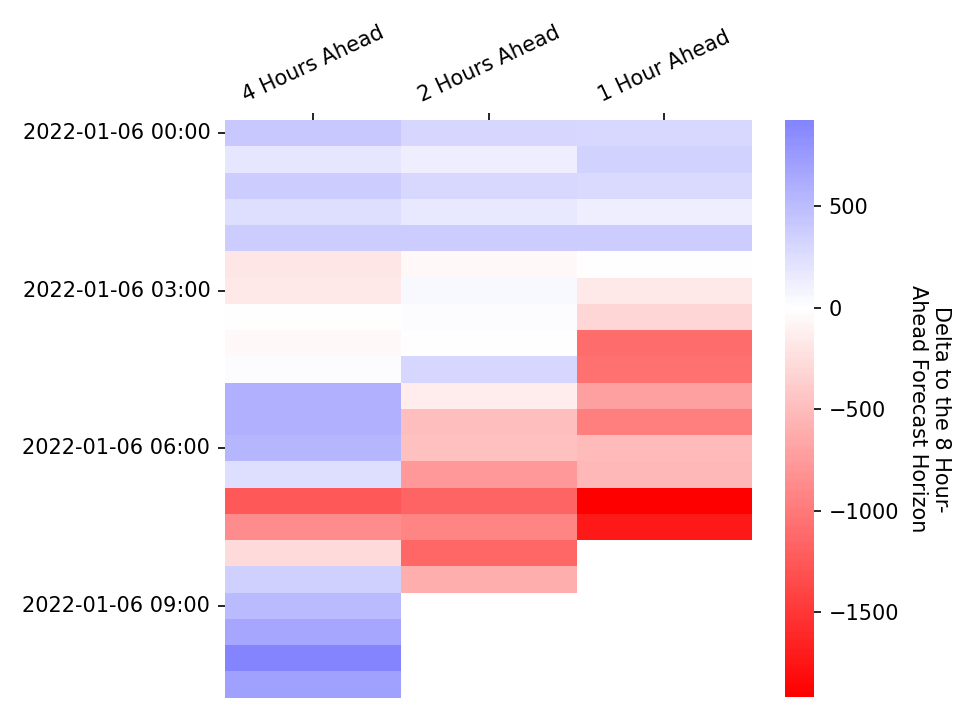 4 Hours Ahead
2 Hours Ahead
1 Hour Ahead
2022-01-06 00:00
2022-01-06 03:00
2022-01-06 06:00
2022-01-06 09:00
500
0
−500
−1000
−1500
Delta to the 8 Hour-
Ahead Forecast Horizon